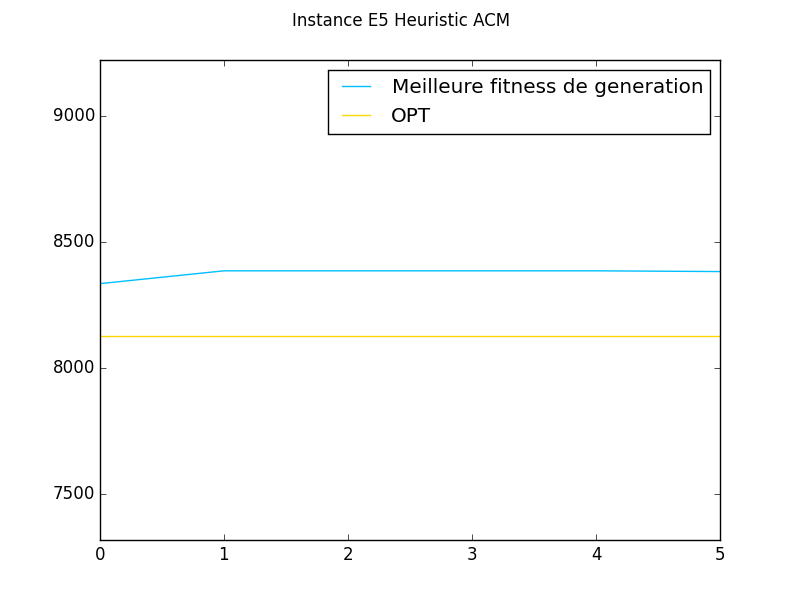 Instance E5 Heuristic ACM
Meilleure fitness de generation
OPT
9000
8500
8000
7500
0 1 2 3 4 5